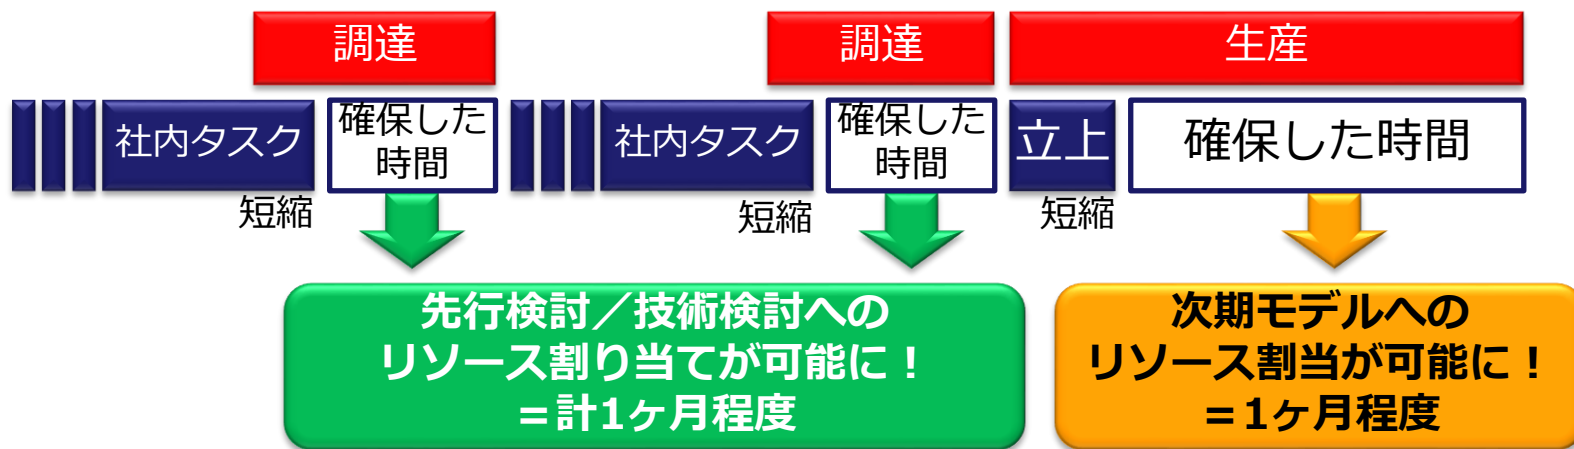 調達
調達
生産
社内タスク
確保した
時間
社内タスク
確保した
時間
立上
確保した時間
短縮
短縮
短縮
先行検討／技術検討への
リソース割り当てが可能に！
＝計1ヶ月程度
次期モデルへの
リソース割当が可能に！
＝1ヶ月程度